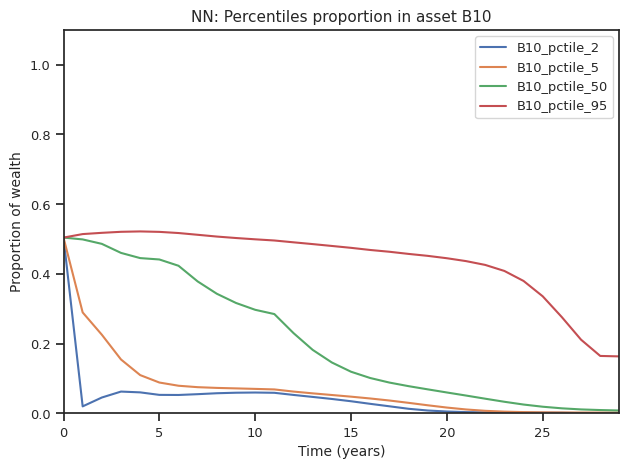 NN: Percentiles proportion in asset B10
B10_pctile_2
B10_pctile_5
B10_pctile_50
B10_pctile_95
Proportion of wealth
1.0
0.8
0.6
0.4
0.2
0.0
0 5 10 15 20 25
Time (years)